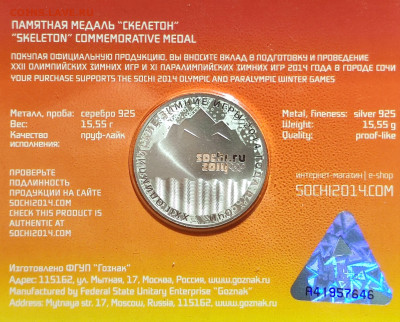 ПАМЯТНАЯ МЕДАЛЬ "СКЕЛЕТОН"
"SKELETON" COMMEMORATIVE MEDAL
ПОКУПАЯ ОФИЦИАЛЬНУЮ ПРОДУКЦИЮ, ВЫ ВНОСИТЕ ВКЛАД В ПОДГОТОВКУ И ПРОВЕДЕНИЕ
XXII ОЛИМПИЙСКИХ ЗИМНИХ ИГР И XI ПАРАЛИМПИЙСКИХ ЗИМНИХ ИГР 2014 ГОДА В ГОРОДЕ СОЧИ
YOUR PURCHASE SUPPORTS THE SOCHI 2014 OLYMPIC AND PARALYMPIC WINTER GAMES
Металл, проба: серебро 925
Вес: 15,55 г
Качество пруф-лайк
исполнения:
ЗИМНИЕ ИГРЫ
sochi.ru
2014
Metal, fineness: silver 925
Weight: 15,55 g
Quality: proof-like
ПРОВЕРЬТЕ
ПОДЛИННОСТЬ
ПРОДУКЦИИ НА САЙТЕ
SOCHI2014.COM
CHECK THIS PRODUCT IS
AUTHENTIC AT
SOCHI2014.COM
интернет-магазин | e-shop
SOCHI2014.COM
Изготовлено ФГУП "Гознак"
Адрес: 115162, ул. Мытная, 17, Москва, Россия, www.goznak.ru
Manufactured by Federal State Unitary Enterprise "Goznak"
Address: Mytnaya str. 17, Moscow, Russia, 115162, www.goznak.ru
A41957646